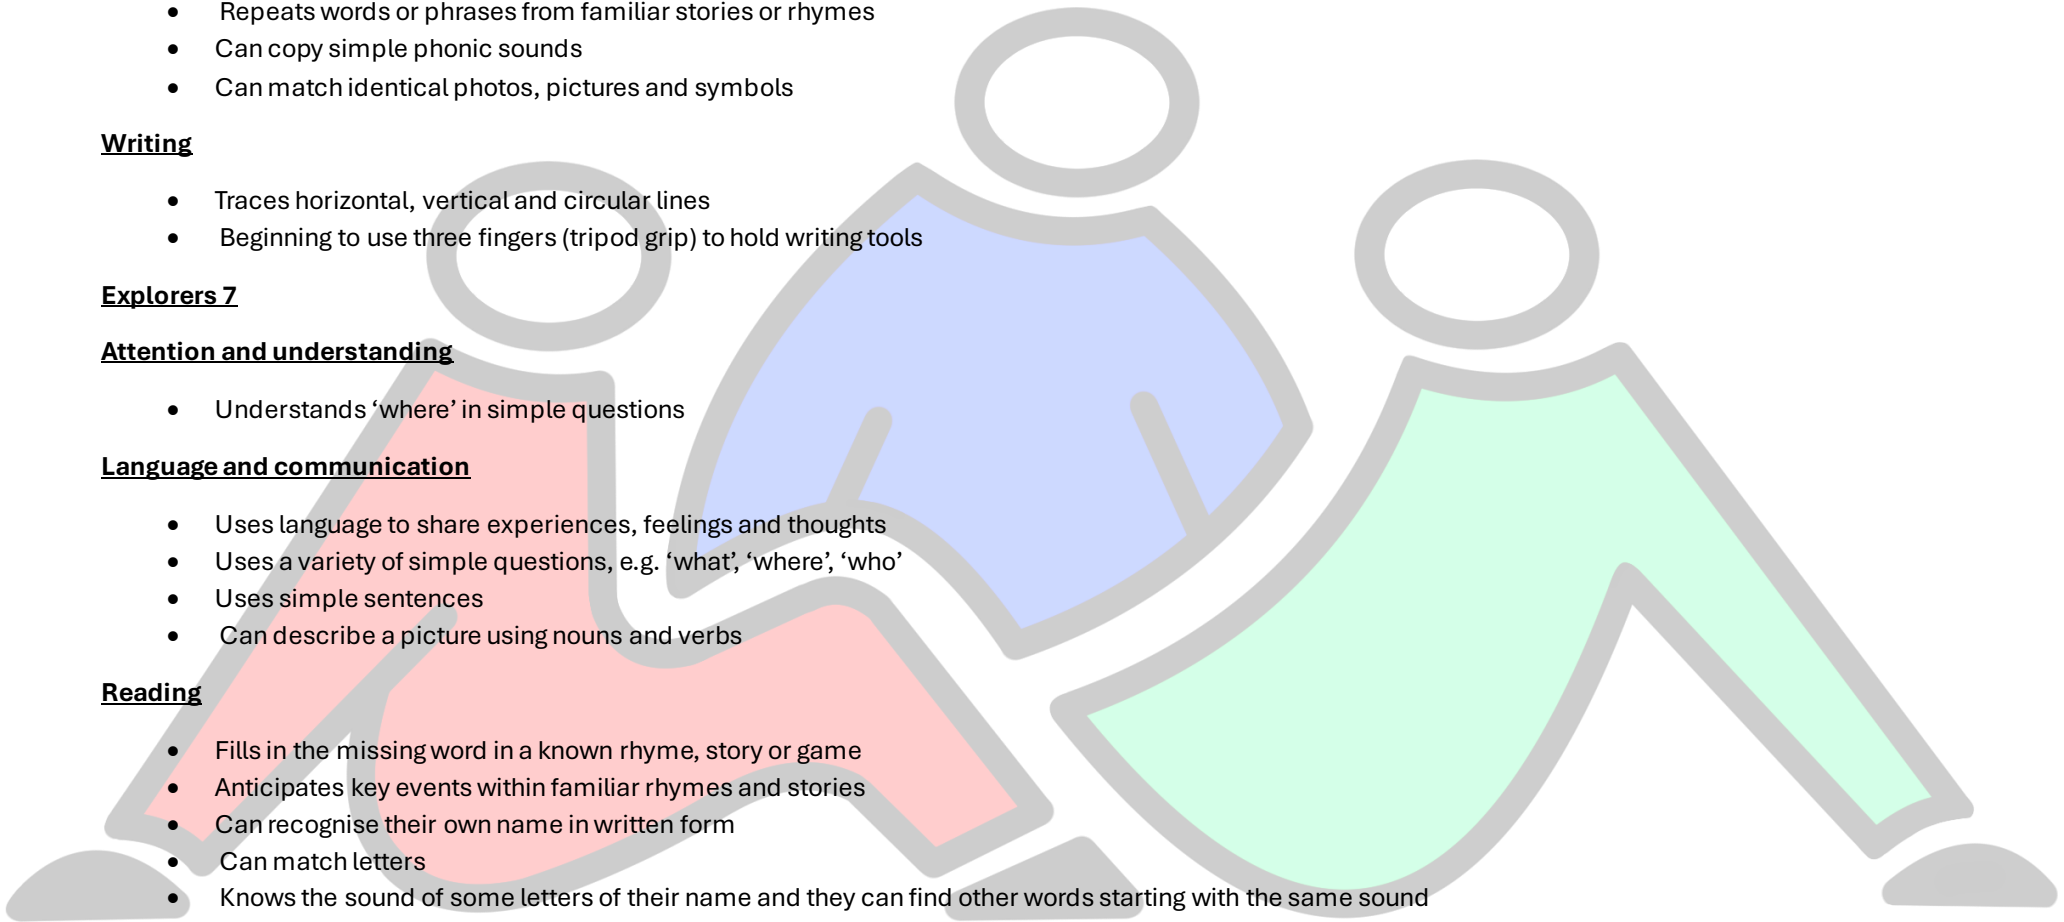 • Repeats words or phrases from familiar stories or rhymes
• Can copy simple phonic sounds
• Can match identical photos, pictures and symbols
Writing
• Traces horizontal, vertical and circular lines
• Beginning to use three fingers (tripod grip) to hold writing tools
Explorers 7
Attention and understanding
• Understands ‘where’ in simple questions
Language and communication
• Uses language to share experiences, feelings and thoughts
• Uses a variety of simple questions, e.g. ‘what’, ‘where’, ‘who’
• Uses simple sentences
• Can describe a picture using nouns and verbs
Reading
• Fills in the missing word in a known rhyme, story or game
• Anticipates key events within familiar rhymes and stories
• Can recognise their own name in written form
• Can match letters
• Knows the sound of some letters of their name and they can find other words starting with the same sound